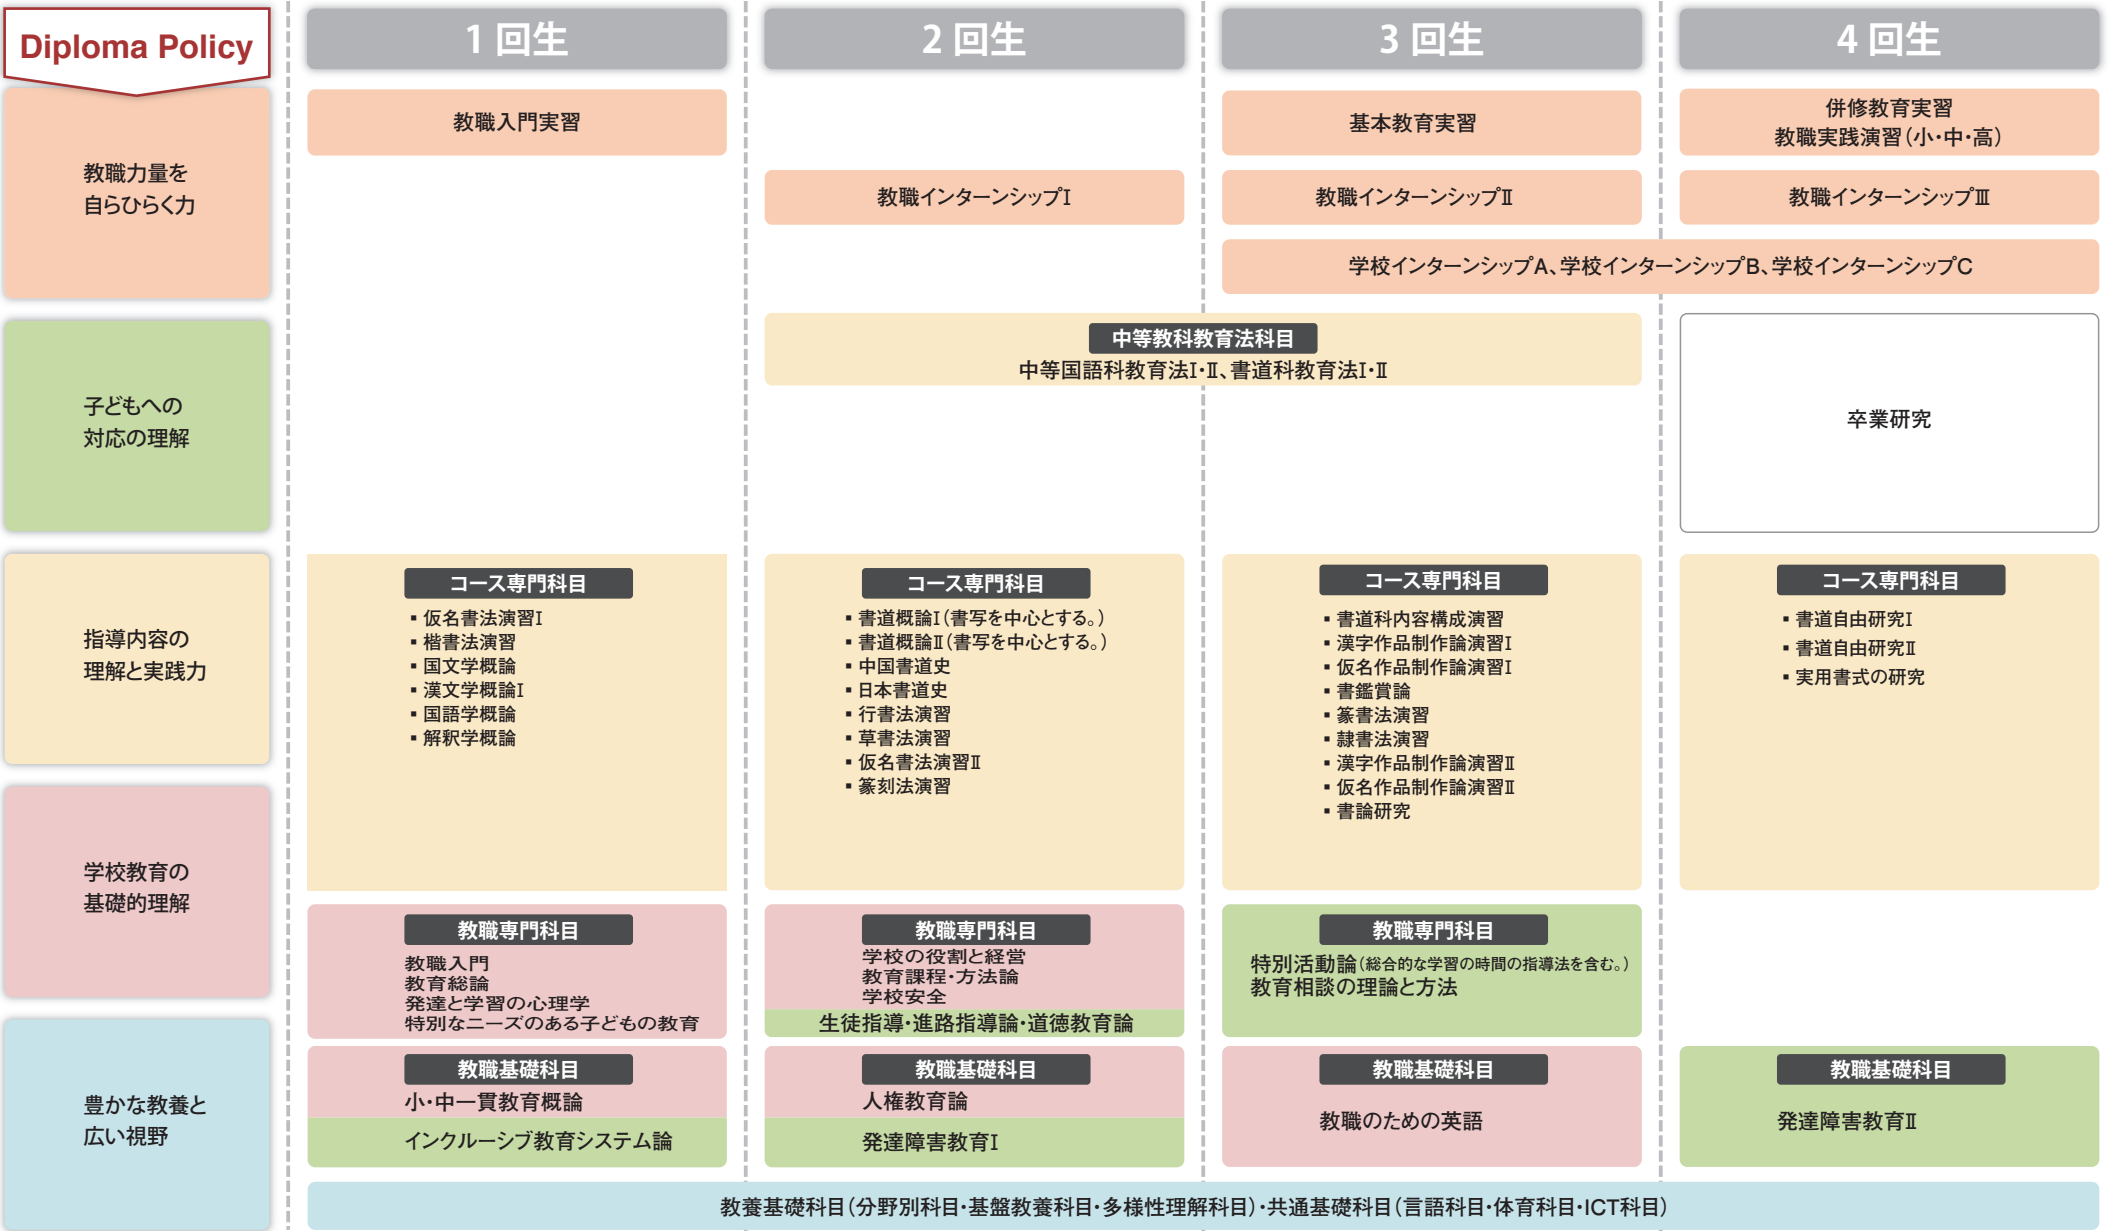 Diploma Policy
1 回生
2 回生
3 回生
4 回生
教職力量を
自らひらく力
子どもへの
対応の理解
指導内容の
理解と実践力
学校教育の
基礎的理解
豊かな教養と
広い視野
教職入門実習
基本教育実習
併修教育実習
教職実践演習(小・中・高)
教職インターンシップⅠ
教職インターンシップⅡ
教職インターンシップⅢ
学校インターンシップA、学校インターンシップB、学校インターンシップC
中等教科教育法科目
中等国語科教育法Ⅰ・Ⅱ、書道科教育法Ⅰ・Ⅱ
卒業研究
コース専門科目
▪ 仮名書法演習Ⅰ
▪ 楷書法演習
▪ 国文学概論
▪ 漢文学概論Ⅰ
▪ 国語学概論
▪ 解釈学概論
コース専門科目
▪ 書道概論Ⅰ(書写を中心とする。)
▪ 書道概論Ⅱ(書写を中心とする。)
▪ 中国書道史
▪ 日本書道史
▪ 行書法演習
▪ 草書法演習
▪ 仮名書法演習Ⅱ
▪ 篆刻法演習
コース専門科目
▪ 書道科内容構成演習
▪ 漢字作品制作論演習Ⅰ
▪ 仮名作品制作論演習Ⅰ
▪ 書鑑賞論
▪ 篆書法演習
▪ 隷書法演習
▪ 漢字作品制作論演習Ⅱ
▪ 仮名作品制作論演習Ⅱ
▪ 書論研究
コース専門科目
▪ 書道自由研究Ⅰ
▪ 書道自由研究Ⅱ
▪ 実用書式の研究
教職専門科目
教職入門
教育総論
発達と学習の心理学
特別なニーズのある子どもの教育
教職専門科目
学校の役割と経営
教育課程・方法論
学校安全
生徒指導・進路指導論・道徳教育論
教職専門科目
特別活動論(総合的な学習の時間の指導法を含む。)
教育相談の理論と方法
教職基礎科目
小・中一貫教育概論
インクルーシブ教育システム論
教職基礎科目
人権教育論
発達障害教育Ⅰ
教職基礎科目
教職のための英語
教職基礎科目
発達障害教育Ⅱ
教養基礎科目(分野別科目・基盤教養科目・多様性理解科目)・共通基礎科目(言語科目・体育科目・ICT科目)